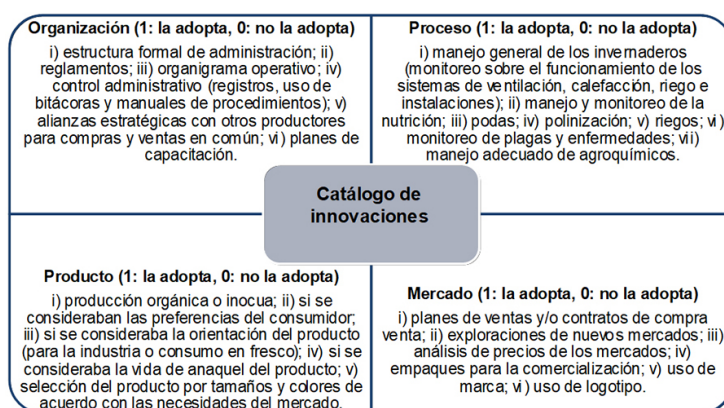 Organización (1: la adopta, 0: no la adopta)
i) estructura formal de administración; ii)
reglamentos; iii) organigrama operativo; iv)
control administrativo (registros, uso de
bitácoras y manuales de procedimientos); v)
alianzas estratégicas con otros productores
para compras y ventas en común; vi) planes de
capacitación.
Proceso (1: la adopta, 0: no la adopta)
i) manejo general de los invernaderos
(monitoreo sobre el funcionamiento de los
sistemas de ventilación, calefacción, riego e
instalaciones); ii) manejo y monitoreo de la
nutrición; iii) podas; iv) polinización; v) riegos; vi)
monitoreo de plagas y enfermedades; vii)
manejo adecuado de agroquímicos.
Catálogo de
innovaciones
Producto (1: la adopta, 0: no la adopta)
i) producción orgánica o inocua; ii) si se
consideraban las preferencias del consumidor;
iii) si se consideraba la orientación del producto
(para la industria o consumo en fresco); iv) si se
consideraba la vida de anaquel del producto; v)
selección del producto por tamaños y colores de
acuerdo con las necesidades del mercado.
Mercado (1: la adopta, 0: no la adopta)
i) planes de ventas y/o contratos de compra
venta; ii) exploraciones de nuevos mercados; iii)
análisis de precios de los mercados; iv)
empaques para la comercialización; v) uso de
marca; vi) uso de logotipo.